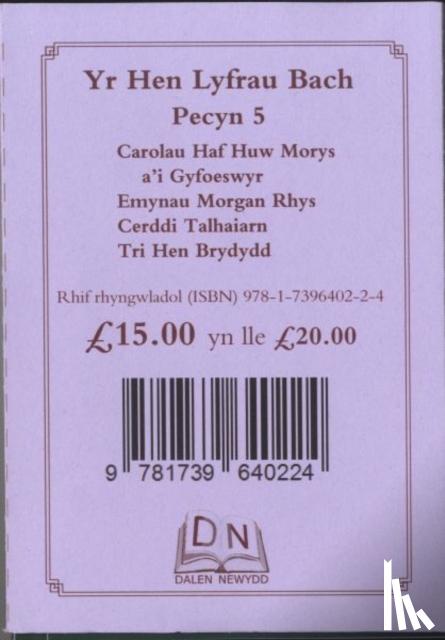 Yr Hen Lyfrau Bach
Pecyn 5
Carolau Haf Huw Morys
a'i Gyfoeswyr
Emynau Morgan Rhys
Cerddi Talhaiarn
Tri Hen Brydydd
Rhif rhyngwladol (ISBN) 978-1-7396402-2-4
£15.00 yn lle £20.00
9 781739 640224
DN
DALEN NEWYDD